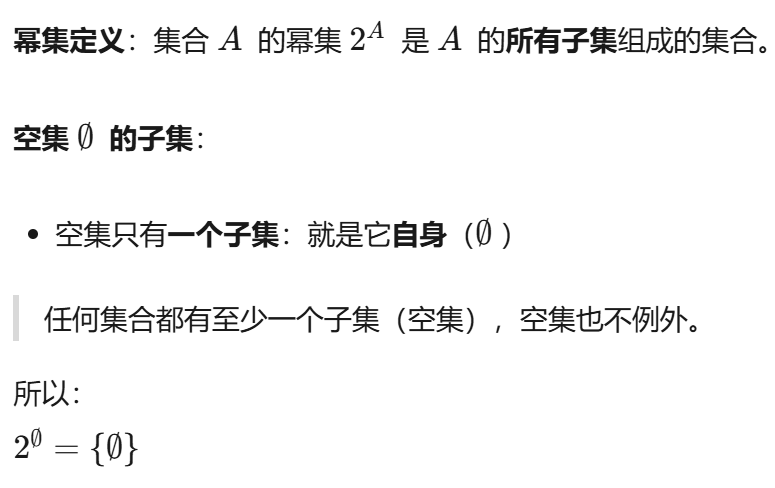 幂集定义：集合 A 的幂集 2^A 是 A 的所有子集组成的集合。
空集 ∅ 的子集：
• 空集只有一个子集：就是它自身（∅ ）
任何集合都有至少一个子集（空集），空集也不例外。
所以：
2^∅ = {∅}